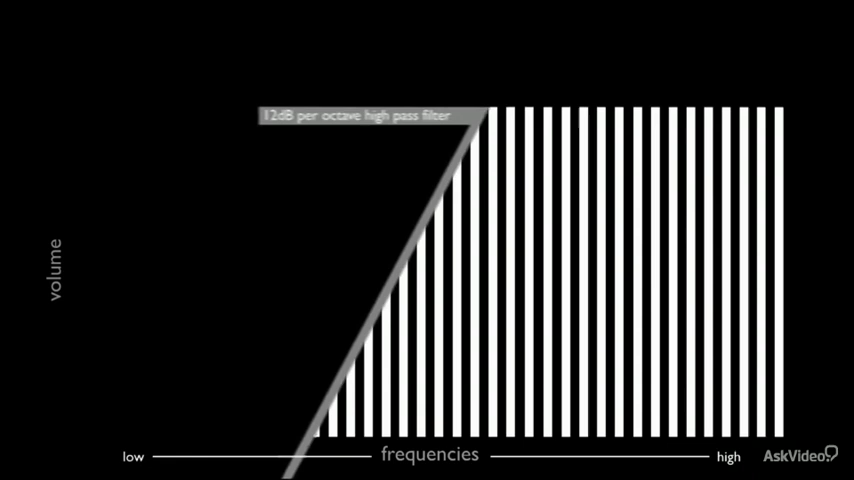 12dB per octave high pass filter
volume
low frequencies high
AskVideo